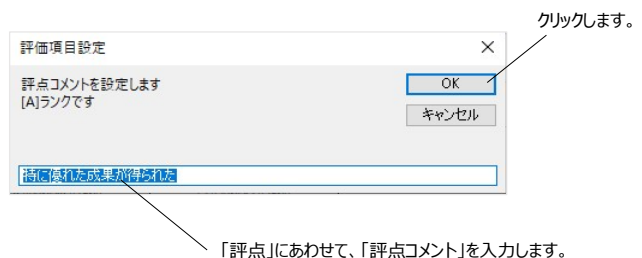 クリックします。
評価項目設定
評点コメントを設定します
[A]ランクです
OK
キャンセル
特に優れた成果が得られた
「評点」にあわせて、「評点コメント」を入力します。